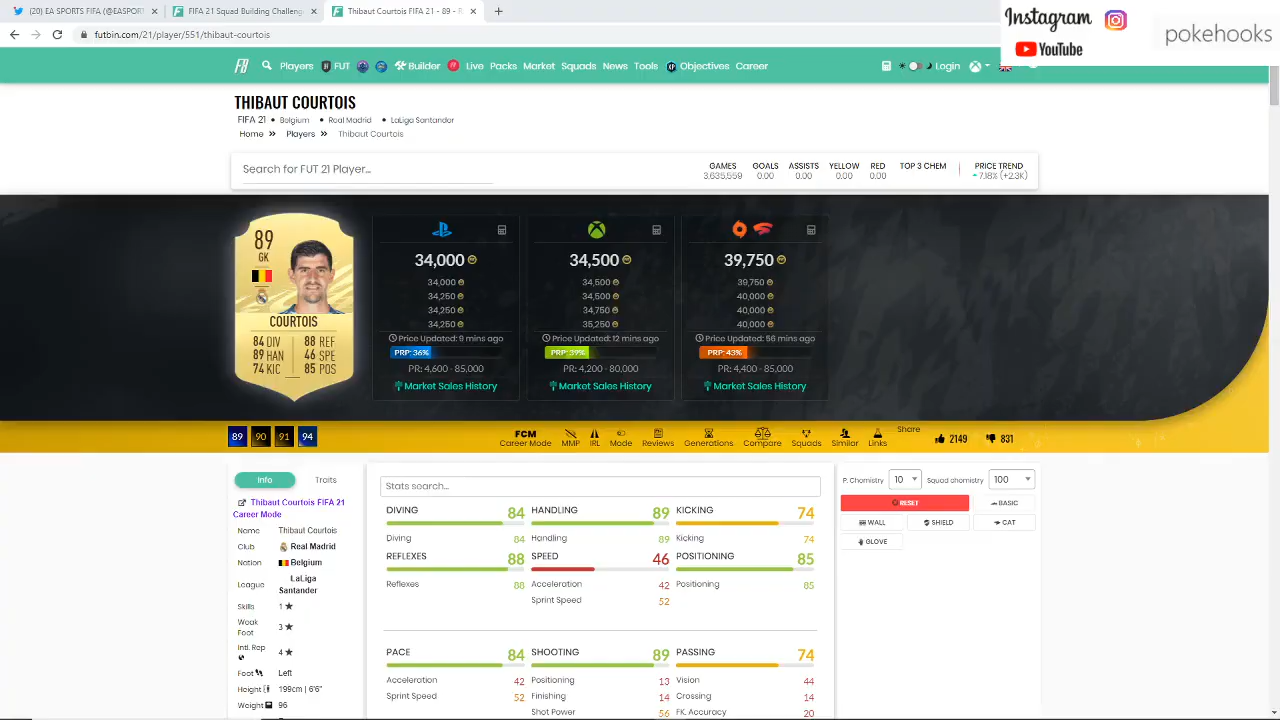 (20) EA SPORTS FIFA (@EASPORT
FIFA 21 Squad Building Challeng
Thibaut Courtois FIFA 21 - 89 - R
Instagram
YouTube
pokehooks
futbin.com/21/player/551/thibaut-courtois
Players FUT Builder Live Packs Market Squads News Tools Objectives Career Login
THIBAUT COURTOIS
FIFA 21 • Belgium • Real Madrid • LaLiga Santander
Home » Players » Thibaut Courtois
Search for FUT 21 Player...
GAMES GOALS ASSISTS YELLOW RED TOP 3 CHEM PRICE TREND
3,635,559 0.00 0.00 0.00 0.00 7.18% (+2.3K)
89
GK
COURTOIS
84 DIV 88 REF
89 HAN 46 SPE
74 KIC 85 POS
34,000
34,000
34,250
34,250
34,250
Price Updated: 9 mins ago
PRP: 36%
PR: 4,600 - 85,000
Market Sales History
34,500
34,500
34,500
34,750
35,250
Price Updated: 12 mins ago
PRP: 39%
PR: 4,200 - 80,000
Market Sales History
39,750
39,750
40,000
40,000
40,000
Price Updated: 56 mins ago
PRP: 43%
PR: 4,400 - 85,000
Market Sales History
89 90 91 94
FCM
Career Mode MMP IRL Mode Reviews Generations Compare Squads Similar Links Share 2149 831
Info Traits
Thibaut Courtois FIFA 21
Career Mode
Name Thibaut Courtois
Club Real Madrid
Nation Belgium
League LaLiga
Santander
Skills 1
Weak
Foot 3
Intl. Rep 4
Foot Left
Height 199cm | 6'6"
Weight 96
Stats search...
DIVING 84 HANDLING 89 KICKING 74
Diving 84 Handling 89 Kicking 74
REFLEXES 88 SPEED 46 POSITIONING 85
Reflexes 88 Acceleration 42 Positioning 85
Sprint Speed 52
PACE 84 SHOOTING 89 PASSING 74
Acceleration 42 Positioning 13 Vision 44
Sprint Speed 52 Finishing 14 Crossing 14
Shot Power 56 FK. Accuracy 20
P. Chemistry 10 Squad chemistry 100
RESET BASIC
WALL SHIELD CAT
GLOVE